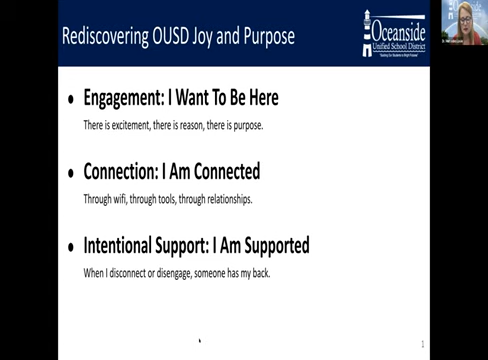 Rediscovering OUSD Joy and Purpose
Oceanside
Unified School District
• Engagement: I Want To Be Here
There is excitement, there is reason, there is purpose.
• Connection: I Am Connected
Through wifi, through tools, through relationships.
• Intentional Support: I Am Supported
When I disconnect or disengage, someone has my back.
1